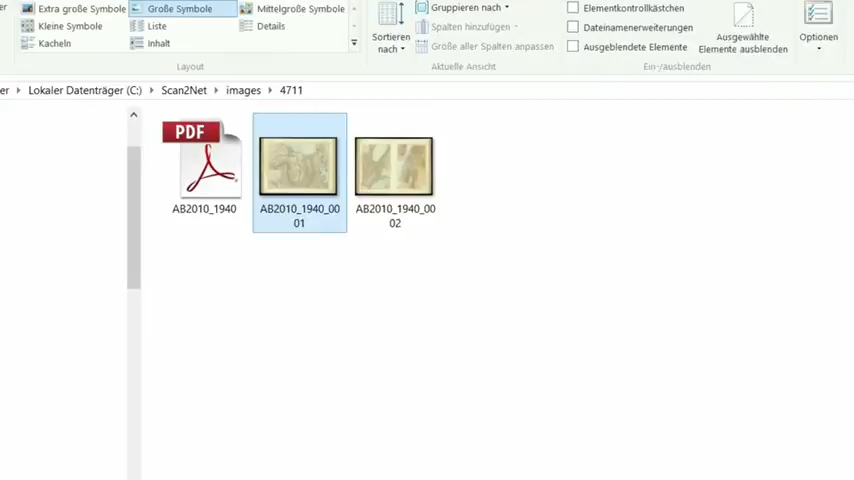 Extra große Symbole Große Symbole Mittelgroße Symbole
Kleine Symbole Liste Details
Kacheln Inhalt
Layout
Sortieren nach
Gruppieren nach
Spalten hinzufügen
Größe aller Spalten anpassen
Aktuelle Ansicht
Elementkontrollkästchen
Dateinamenerweiterungen
Ausgeblendete Elemente
Ausgewählte
Elemente ausblenden
Ein-/ausblenden
Optionen
Lokaler Datenträger (C:) Scan2Net images 4711
PDF
AB2010_1940
AB2010_1940_00
01
AB2010_1940_00
02